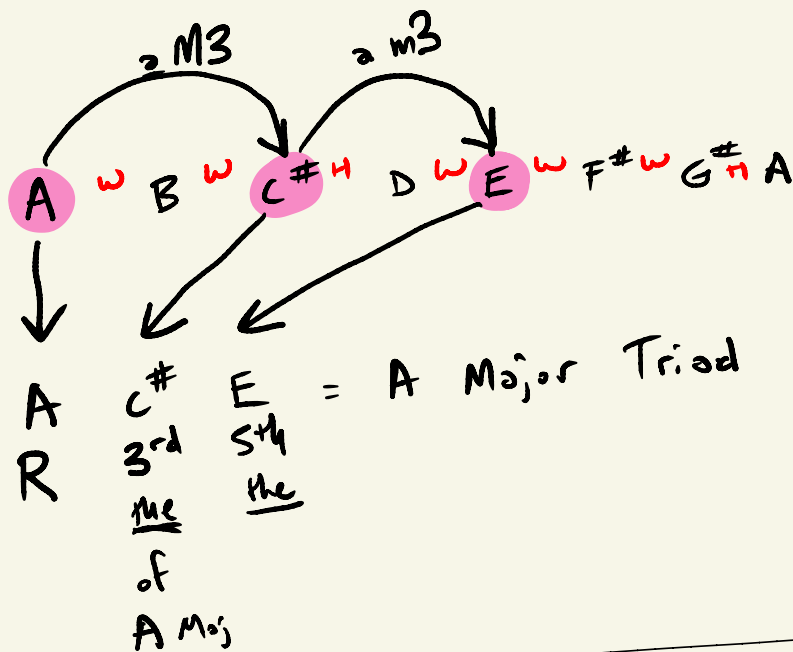 a M3 a m3
A W B W C# H D W E W F# W G# H A
A C# E = A Major Triad
R 3rd 5th
the the
of
A Maj